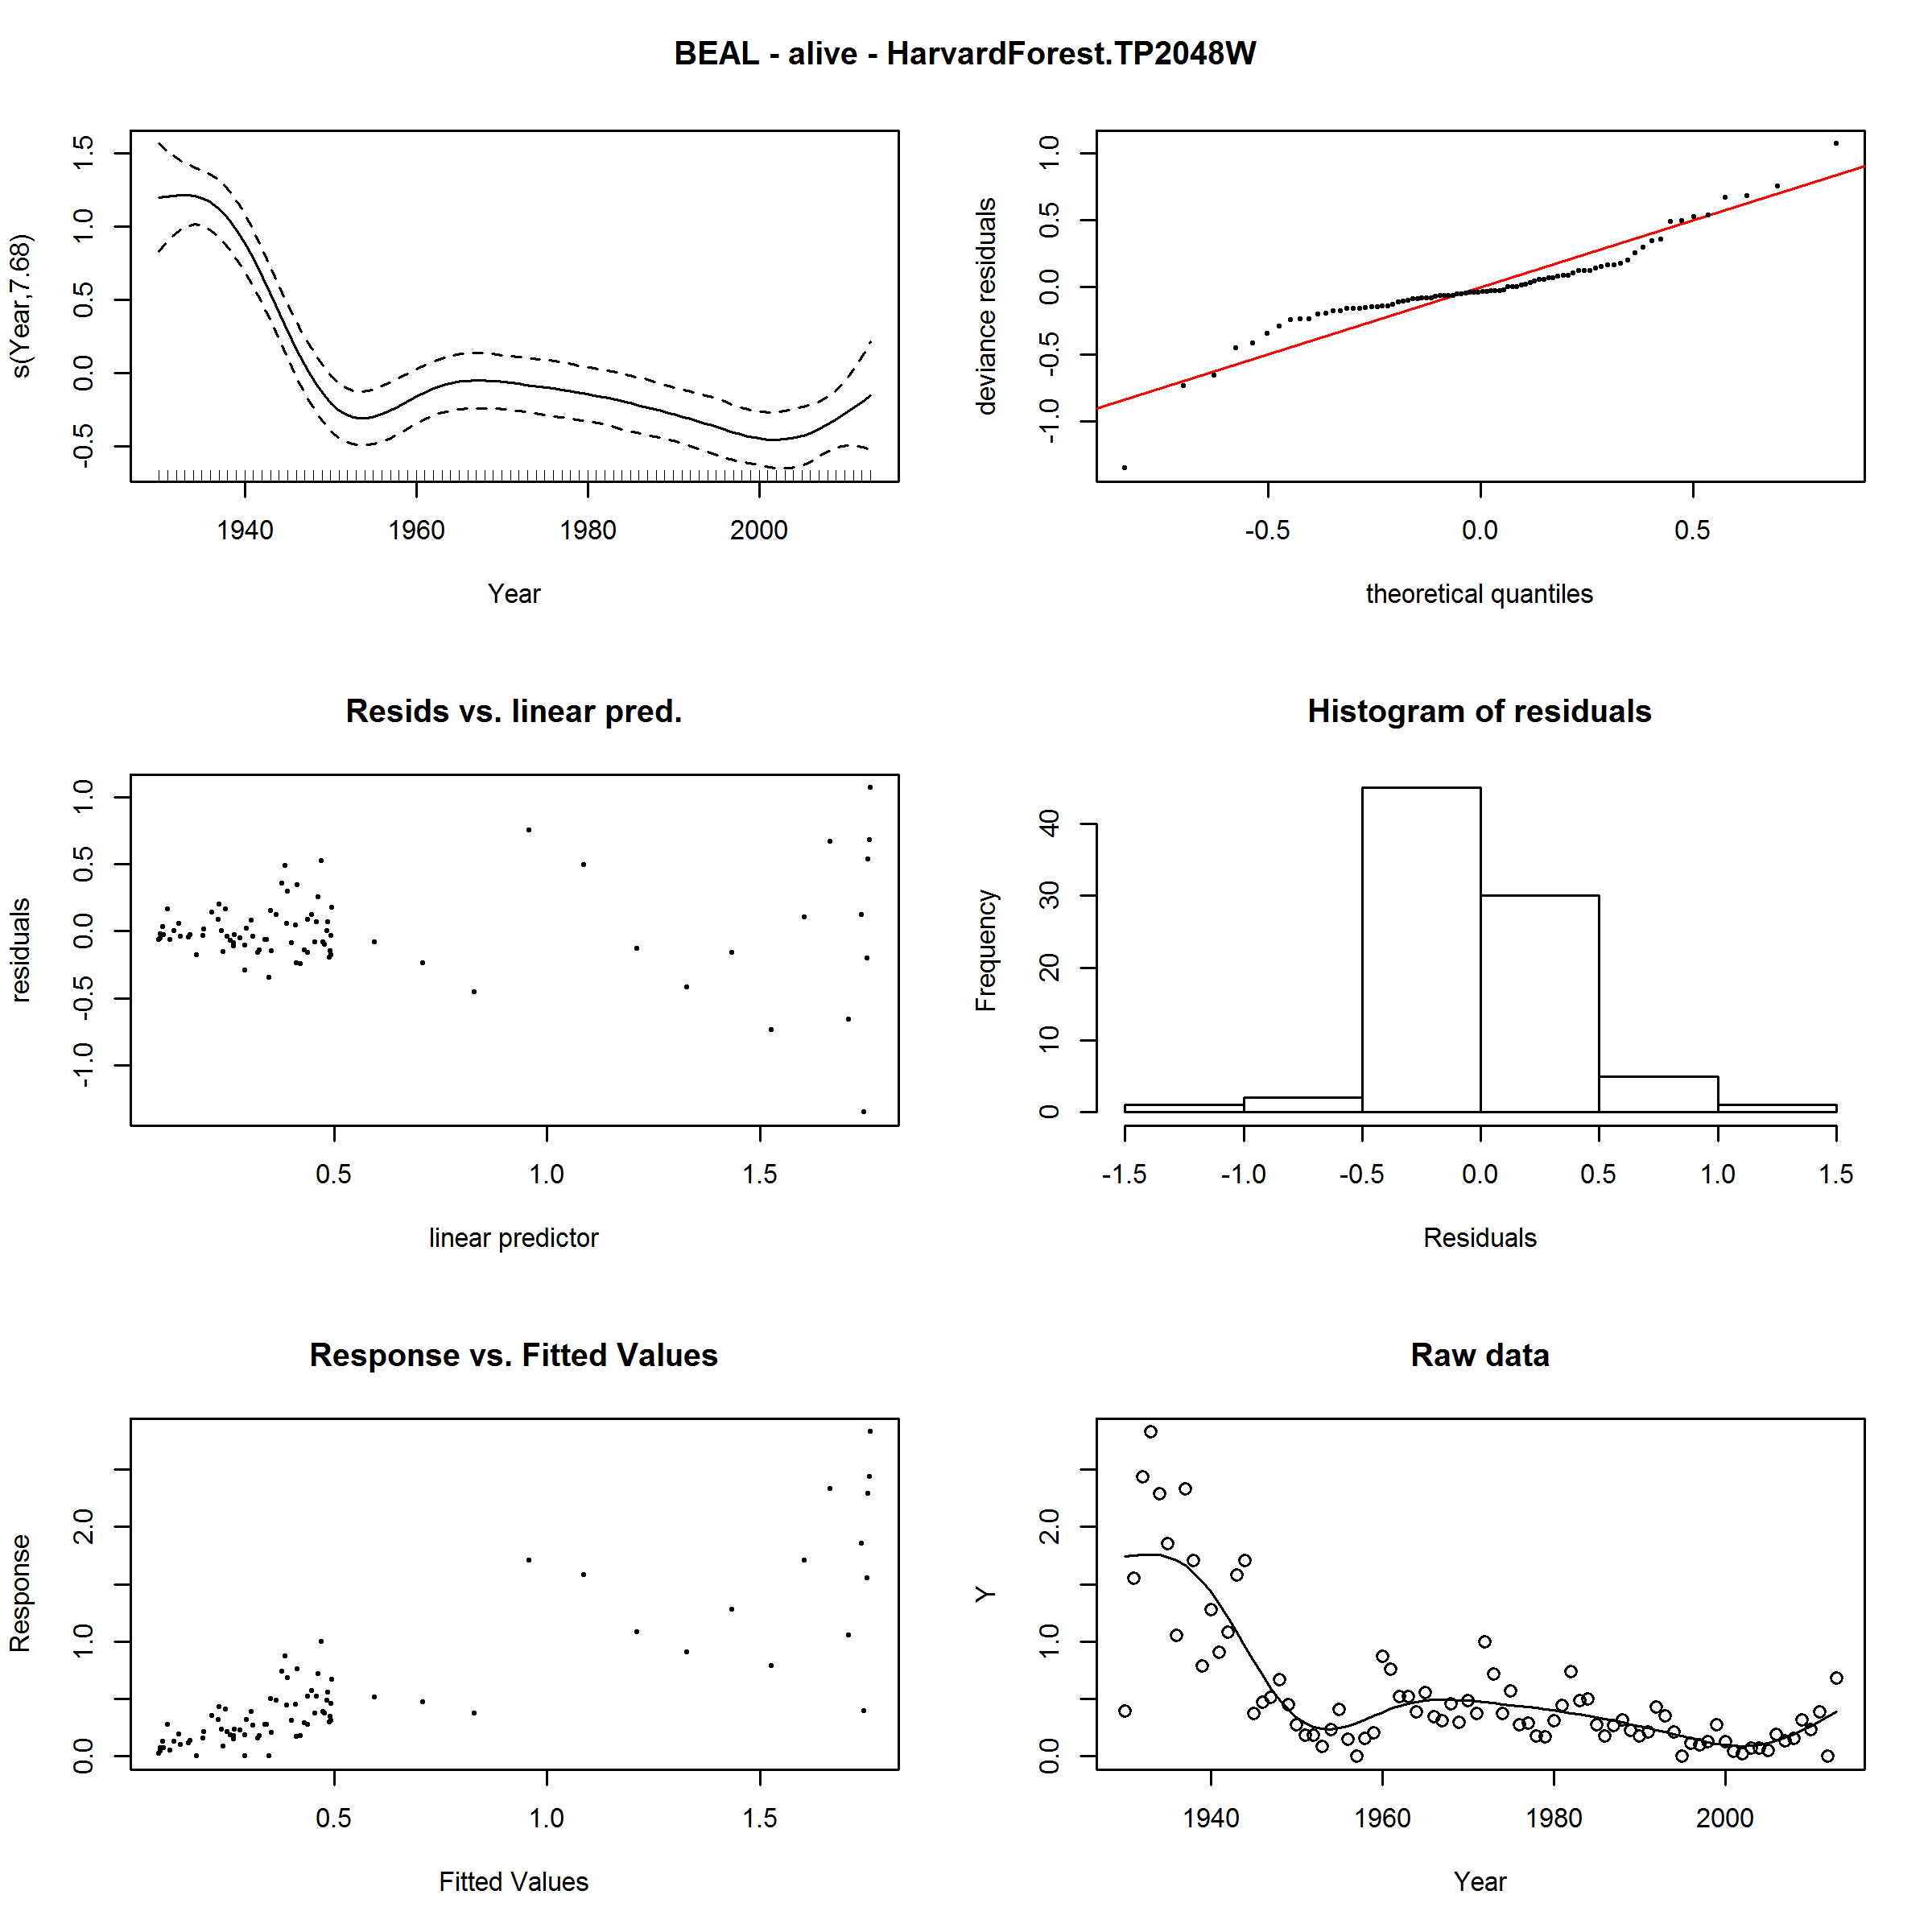 BEAL - alive - HarvardForest.TP2048W
s(Year,7.68)
-0.5 0.0 0.5 1.0 1.5
1940 1960 1980 2000
Year
deviance residuals
-1.0 -0.5 0.0 0.5 1.0
-0.5 0.0 0.5
theoretical quantiles
Resids vs. linear pred.
residuals
-1.0 -0.5 0.0 0.5 1.0
0.5 1.0 1.5
linear predictor
Histogram of residuals
Frequency
0 10 20 30 40
-1.5 -1.0 -0.5 0.0 0.5 1.0 1.5
Residuals
Response vs. Fitted Values
Response
0.0 1.0 2.0
0.5 1.0 1.5
Fitted Values
Raw data
Y
0.0 1.0 2.0
1940 1960 1980 2000
Year